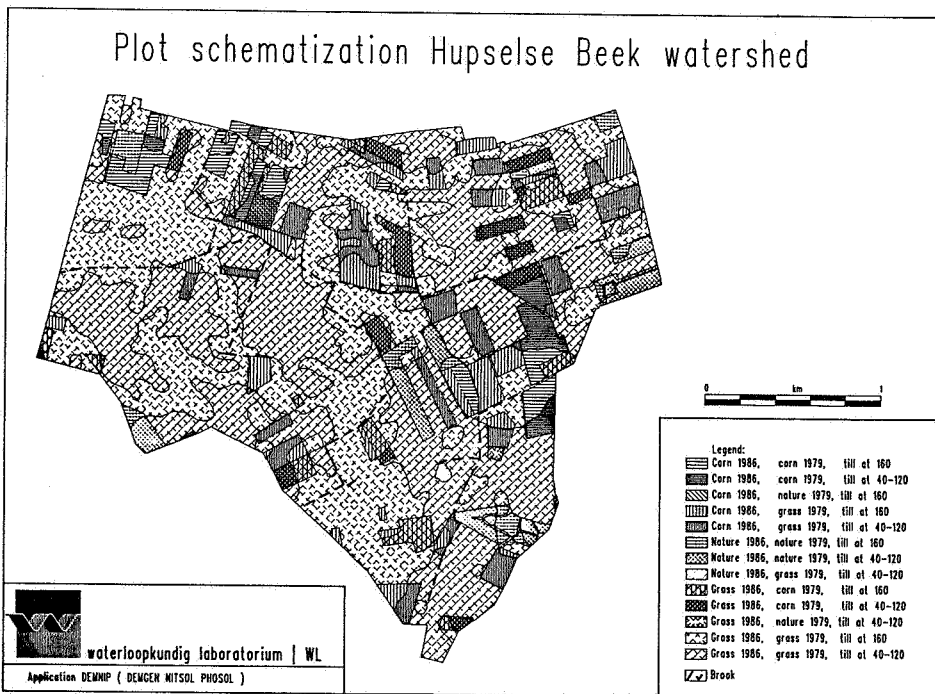 Plot schematization Hupselse Beek watershed
0 km 1
Legend:
Corn 1986, corn 1979, till at 160
Corn 1986, corn 1979, till at 40-120
Corn 1986, nature 1979, till at 160
Corn 1986, grass 1979, till at 160
Corn 1986, grass 1979, till at 40-120
Nature 1986, nature 1979, till at 160
Nature 1986, nature 1979, till at 40-120
Nature 1986, grass 1979, till at 40-120
Grass 1986, corn 1979, till at 160
Grass 1986, corn 1979, till at 40-120
Grass 1986, nature 1979, till at 40-120
Grass 1986, grass 1979, till at 160
Grass 1986, grass 1979, till at 40-120
Brook
waterloopkundig laboratorium | WL
Application DEMNIP ( DEMGEN NITSOL PHOSOL )